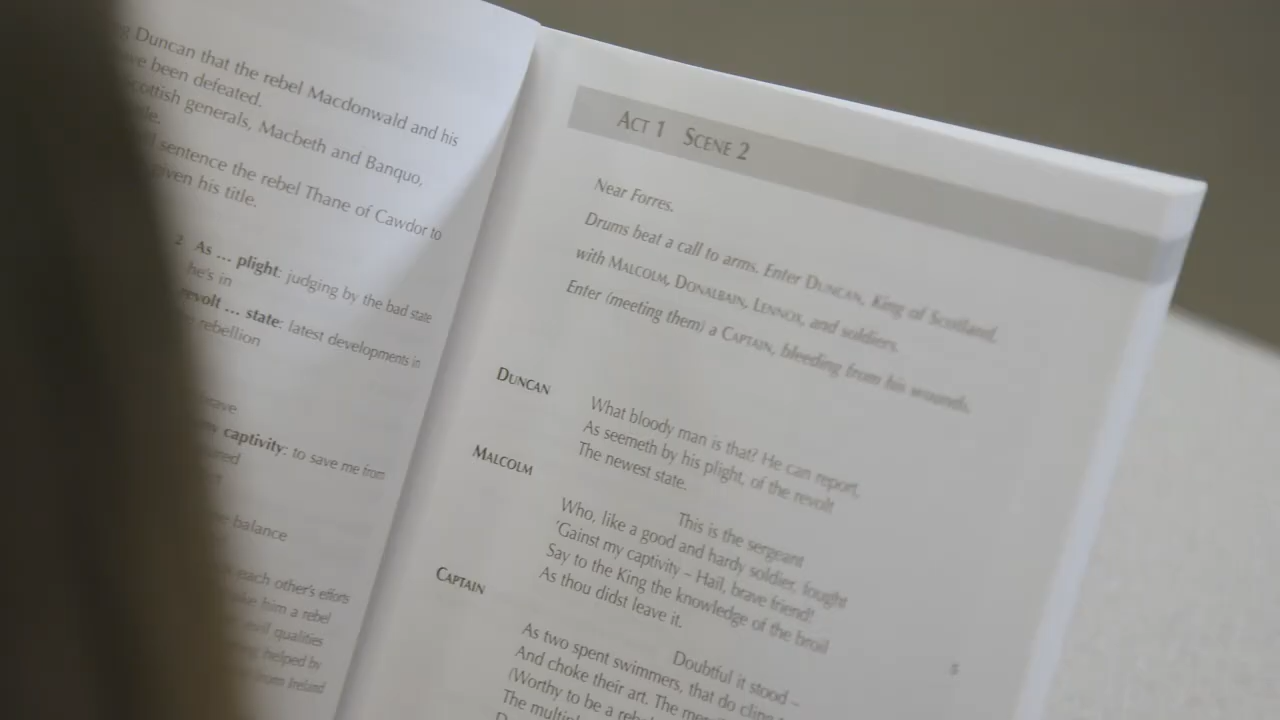 Duncan that the rebel Macdonwald and his
been defeated.
Scottish generals, Macbeth and Banquo,
sentence the rebel Thane of Cawdor to
given his title.
2 As ... plight: judging by the bad state
he's in
revolt ... state: latest developments in
rebellion
captivity: to save me from
balance
each other's efforts
him a rebel
qualities
helped by
Ireland
ACT 1 SCENE 2
Near Forres.
Drums beat a call to arms. Enter DUNCAN, King of Scotland,
with MALCOLM, DONALBAIN, LENNOX, and soldiers.
Enter (meeting them) a CAPTAIN, bleeding from his wounds.
DUNCAN
What bloody man is that? He can report,
As seemeth by his plight, of the revolt
The newest state.
MALCOLM
This is the sergeant
Who, like a good and hardy soldier, fought
'Gainst my captivity – Hail, brave friend!
Say to the King the knowledge of the broil
As thou didst leave it.
5
CAPTAIN
Doubtful it stood –
As two spent swimmers, that do cling
And choke their art. The
(Worthy to be a
The